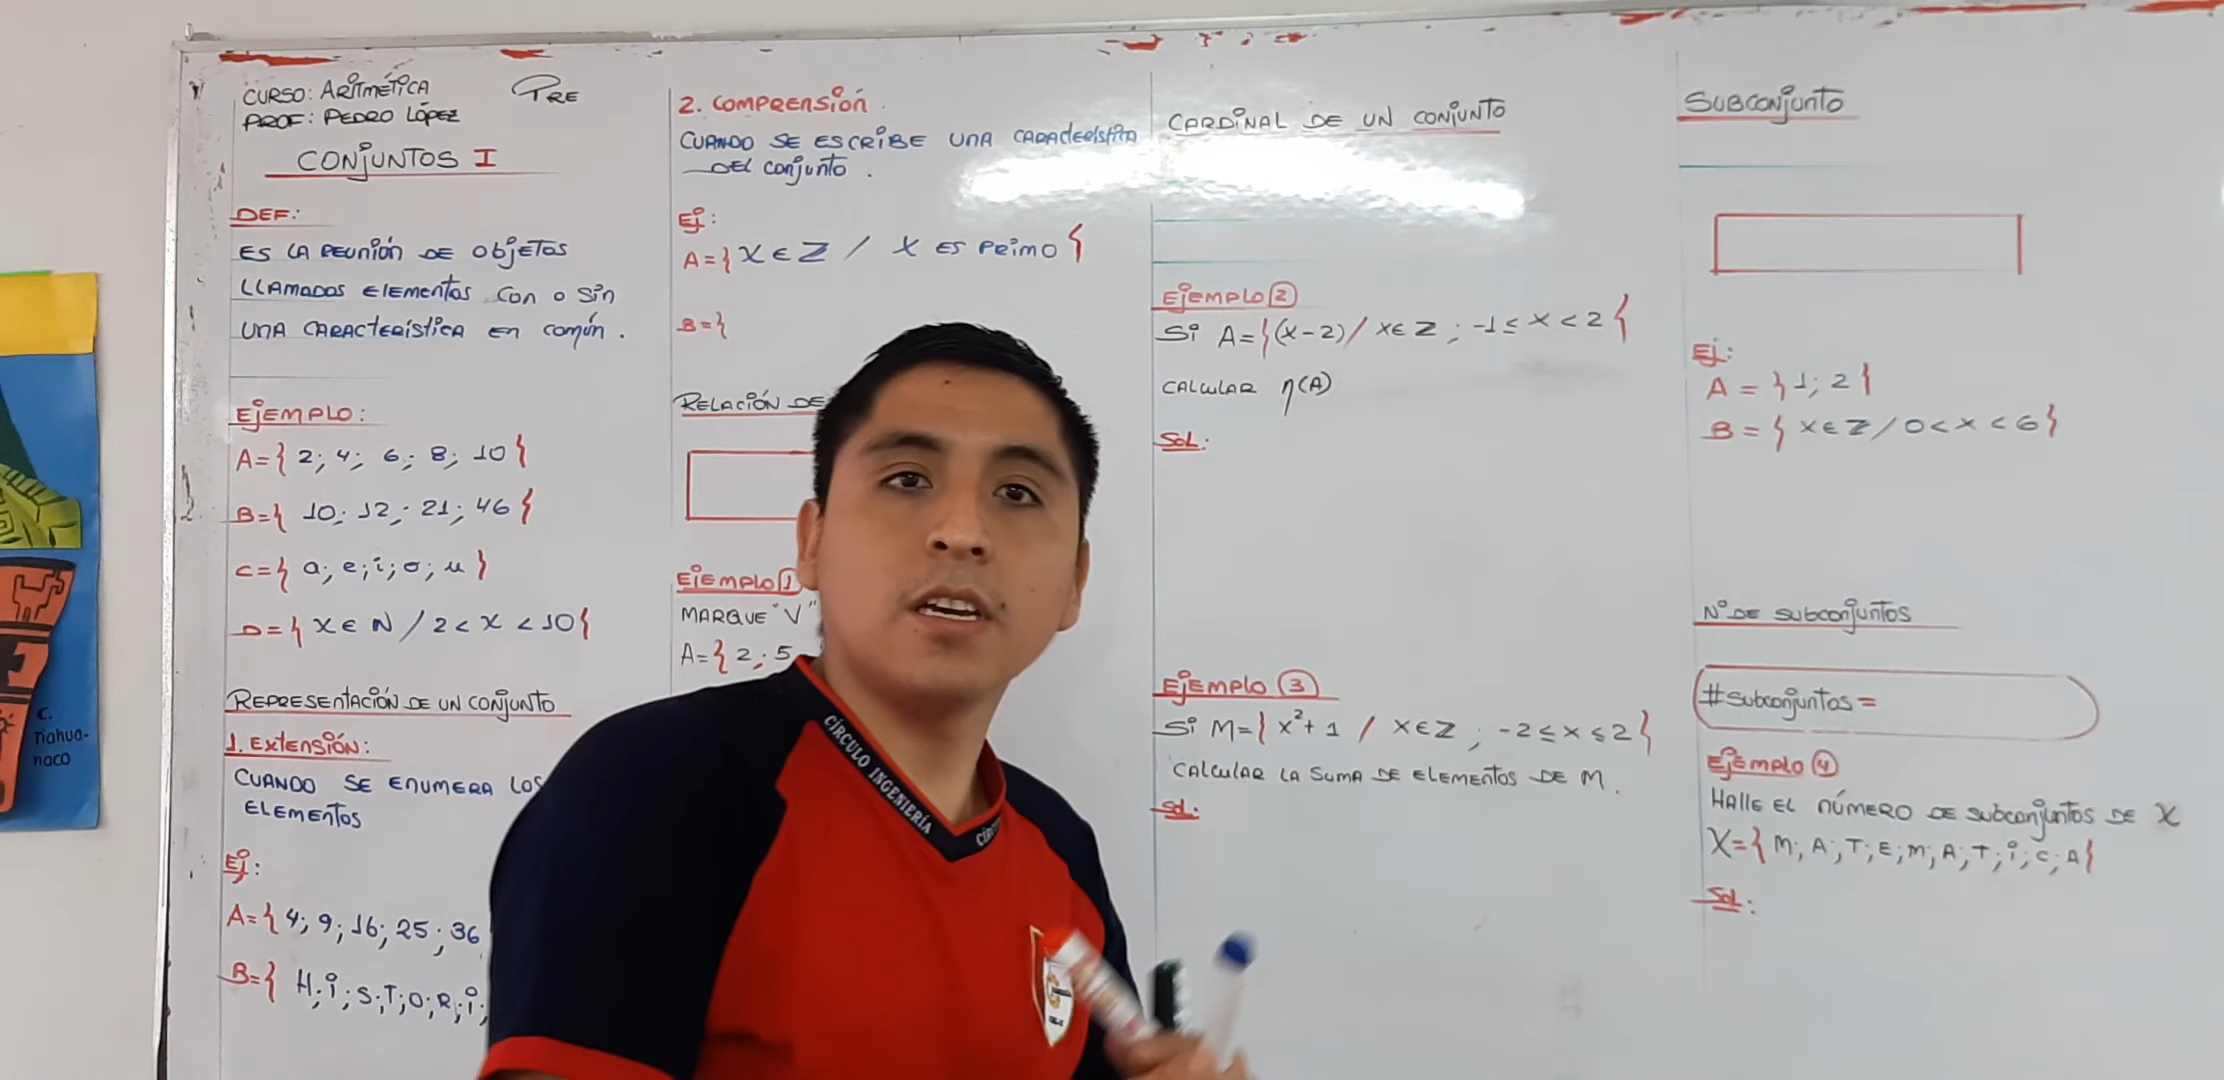 CURSO: ARITMÉTICA
PRE
PROF: PEDRO LÓPEZ
CONJUNTOS I
DEF:
ES LA REUNIÓN DE OBJETOS
LLAMADOS ELEMENTOS CON O SIN
UNA CARACTERÍSTICA EN COMÚN.
EJEMPLO:
A={ 2; 4; 6; 8; 10}
B={ 10; 12; 21; 46}
C={ a; e; i; o; u}
D={ X ∈ N / 2 < X < 10}
REPRESENTACIÓN DE UN CONJUNTO
1. EXTENSIÓN:
CUANDO SE ENUMERA LOS
ELEMENTOS
Ej:
A={ 4; 9; 16; 25; 36
B={ H; i; S; T; O; R; i;
2. COMPRENSIÓN.
CUANDO SE ESCRIBE UNA CARACTERÍSTICA
DEL CONJUNTO.
Ej:
A={ X ∈ Z / X ES PRIMO}
B={
RELACIÓN DE
EJEMPLO 1
MARQUE "V"
A={ 2; 5
CARDINAL DE UN CONJUNTO
EJEMPLO 2
Si A={(X-2)/ X∈Z; -1≤ X < 2}
CALCULAR η(A)
SOL:
EJEMPLO 3
Si M={ X²+1 / X∈Z; -2≤X≤2}
CALCULAR LA SUMA DE ELEMENTOS DE M.
Sol:
SUBCONJUNTO
Ej:
A = {1; 2}
B = { X∈Z/0< X < 6}
N° DE SUBCONJUNTOS
#SUBCONJUNTOS =
EJEMPLO 4
HALLE EL NÚMERO DE SUBCONJUNTOS DE X
X={ M; A; T; E; M; A; T; i; C; A}
Sol:
C.
Tiahua-
naco
CÍRCULO INGENIERÍA
CÍRC